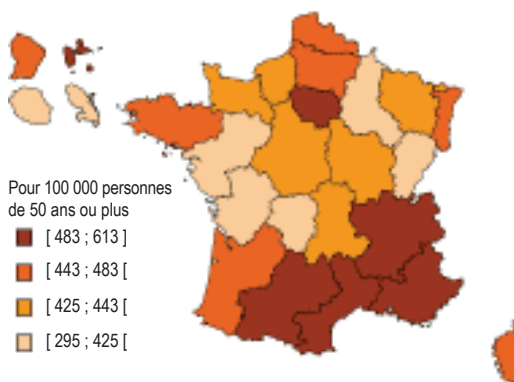 Pour 100 000 personnes
de 50 ans ou plus
[ 483 ; 613 ]
[ 443 ; 483 [
[ 425 ; 443 [
[ 295 ; 425 [